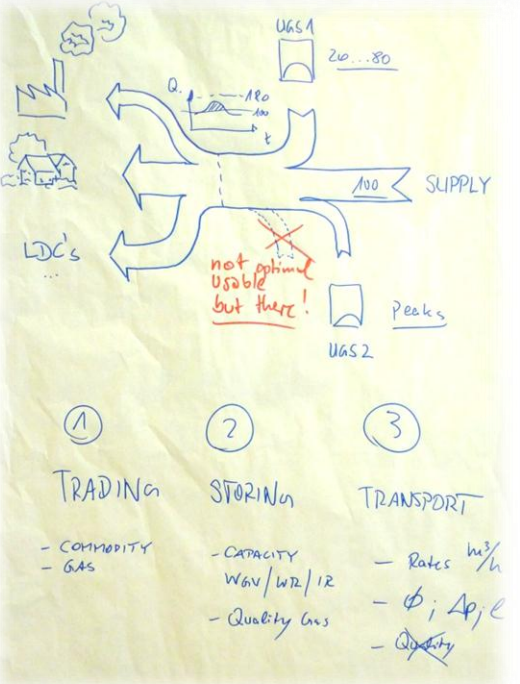 UGS1
20...80
Q.
120
100
t
100
SUPPLY
LDC's
...
not optimal
usable
but there!
Peaks
UGS2
1
2
3
TRADING
STORING
TRANSPORT
- COMMODITY
- GAS
- CAPACITY
WGV/WR/IR
- Quality Gas
- Rates m³/h
- ϕ; Δp; l
- Quality